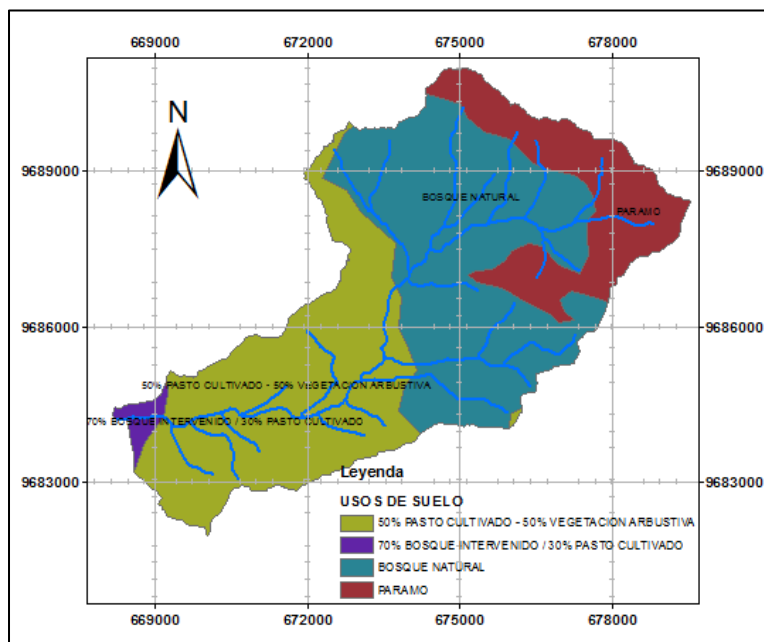 669000 672000 675000 678000
N
9689000 9689000
BOSQUE NATURAL
PARAMO
9686000 9686000
50% PASTO CULTIVADO - 50% VEGETACION ARBUSTIVA
70% BOSQUE INTERVENIDO / 30% PASTO CULTIVADO
9683000 9683000
Leyenda
USOS DE SUELO
50% PASTO CULTIVADO - 50% VEGETACION ARBUSTIVA
70% BOSQUE INTERVENIDO / 30% PASTO CULTIVADO
BOSQUE NATURAL
PARAMO
669000 672000 675000 678000